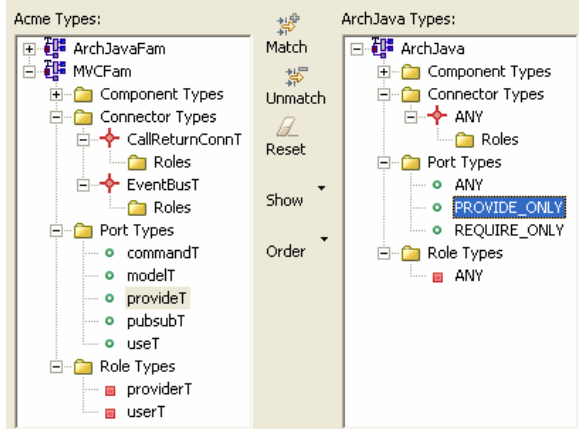 Acme Types:
ArchJavaFam
MVCFam
Component Types
Connector Types
CallReturnConnT
Roles
EventBusT
Roles
Port Types
commandT
modelT
provideT
pubsubT
useT
Role Types
providerT
userT
Match
Unmatch
Reset
Show
Order
ArchJava Types:
ArchJava
Component Types
Connector Types
ANY
Roles
Port Types
ANY
PROVIDE_ONLY
REQUIRE_ONLY
Role Types
ANY